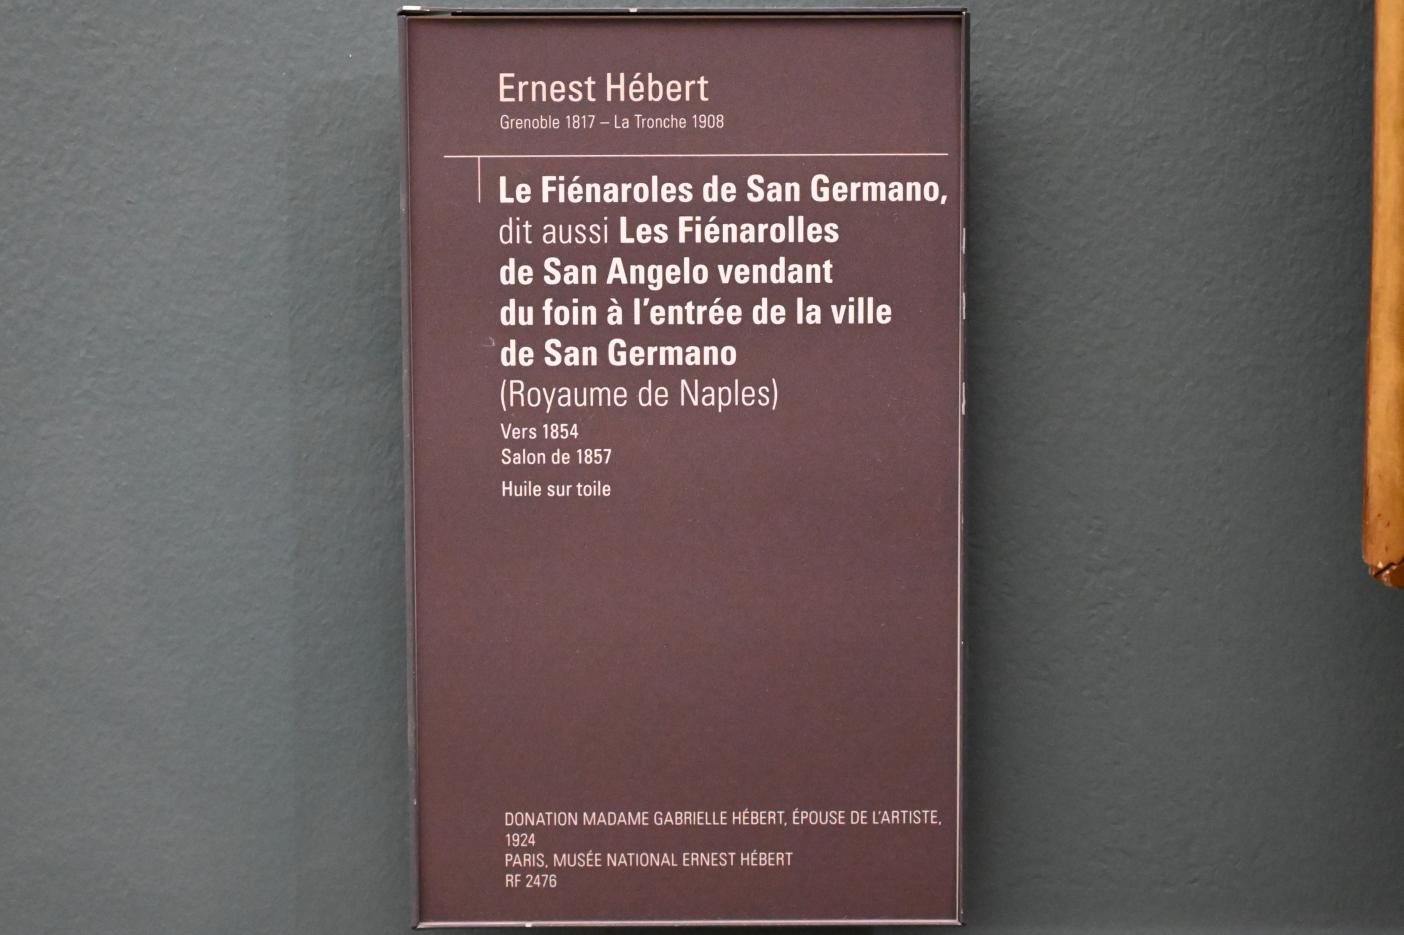 Ernest Hébert
Grenoble 1817 – La Tronche 1908
Le Fiénaroles de San Germano,
dit aussi Les Fiénarolles
de San Angelo vendant
du foin à l'entrée de la ville
de San Germano
(Royaume de Naples)
Vers 1854
Salon de 1857
Huile sur toile
DONATION MADAME GABRIELLE HÉBERT, ÉPOUSE DE L'ARTISTE,
1924
PARIS, MUSÉE NATIONAL ERNEST HÉBERT
RF 2476